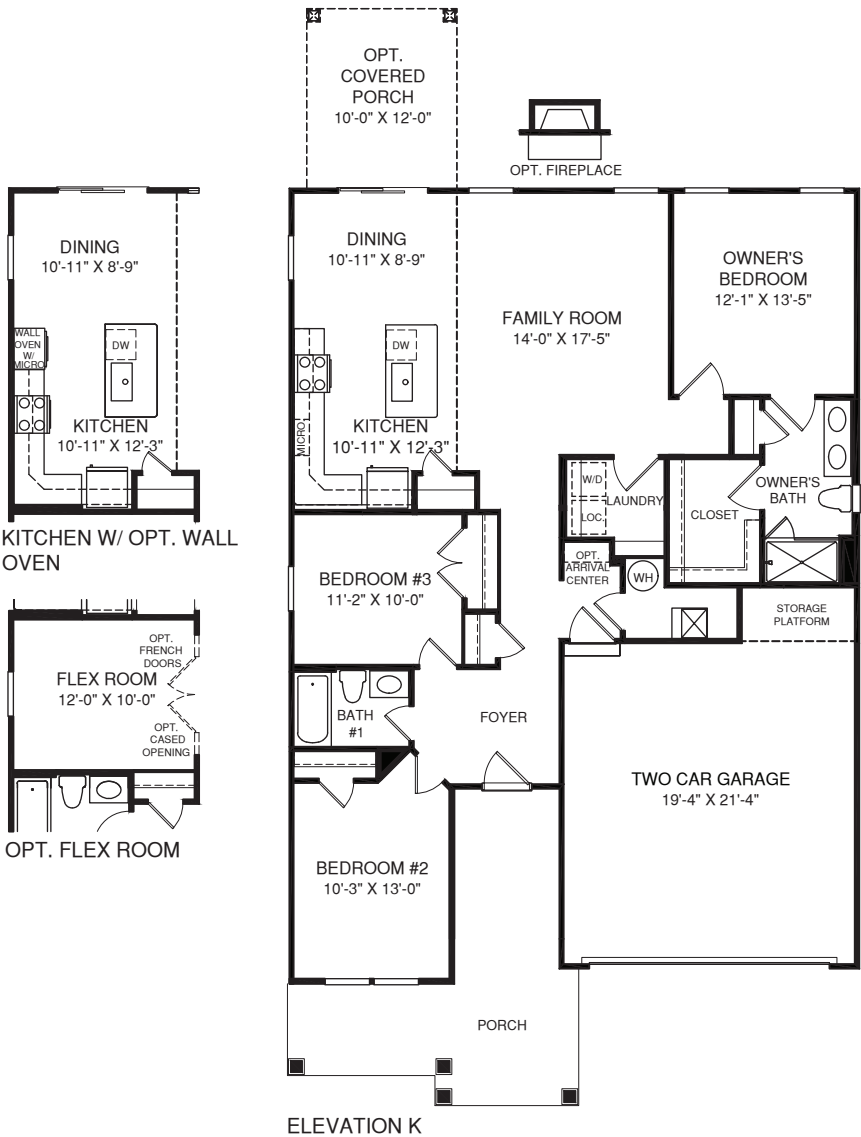 OPT.
COVERED
PORCH
10'-0" X 12'-0"
OPT. FIREPLACE
DINING
10'-11" X 8'-9"
WALL
OVEN
W/
MICRO
DW
KITCHEN
10'-11" X 12'-3"
KITCHEN W/ OPT. WALL
OVEN
DINING
10'-11" X 8'-9"
DW
MICRO
KITCHEN
10'-11" X 12'-3"
FAMILY ROOM
14'-0" X 17'-5"
OWNER'S
BEDROOM
12'-1" X 13'-5"
W/D
LAUNDRY
LOC.
CLOSET
OWNER'S
BATH
OPT.
ARRIVAL
CENTER
WH
STORAGE
PLATFORM
BEDROOM #3
11'-2" X 10'-0"
OPT.
FRENCH
DOORS
FLEX ROOM
12'-0" X 10'-0"
OPT.
CASED
OPENING
OPT. FLEX ROOM
BATH
#1
FOYER
TWO CAR GARAGE
19'-4" X 21'-4"
BEDROOM #2
10'-3" X 13'-0"
PORCH
ELEVATION K